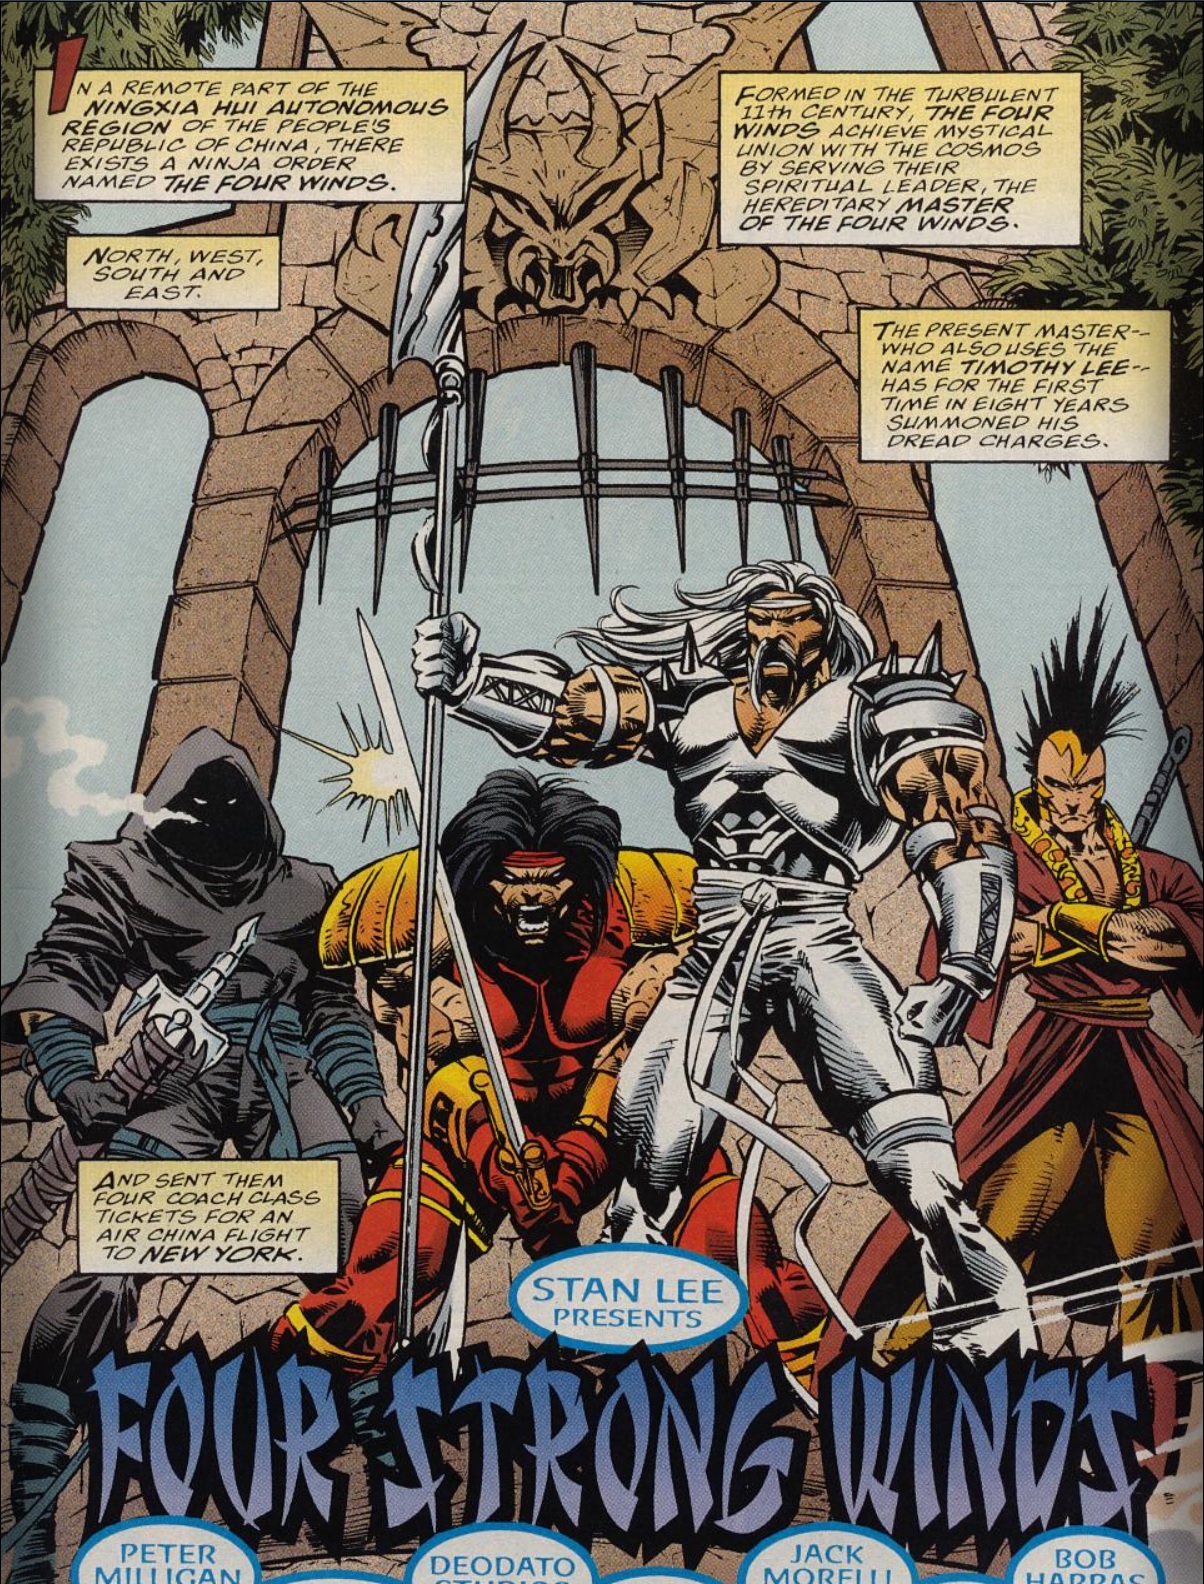 IN A REMOTE PART OF THE
NINGXIA HUI AUTONOMOUS
REGION OF THE PEOPLE'S
REPUBLIC OF CHINA, THERE
EXISTS A NINJA ORDER
NAMED THE FOUR WINDS.
NORTH, WEST,
SOUTH AND
EAST.
FORMED IN THE TURBULENT
11th CENTURY, THE FOUR
WINDS ACHIEVE MYSTICAL
UNION WITH THE COSMOS
BY SERVING THEIR
SPIRITUAL LEADER, THE
HEREDITARY MASTER
OF THE FOUR WINDS.
THE PRESENT MASTER--
WHO ALSO USES THE
NAME TIMOTHY LEE--
HAS FOR THE FIRST
TIME IN EIGHT YEARS
SUMMONED HIS
DREAD CHARGES.
AND SENT THEM
FOUR COACH CLASS
TICKETS FOR AN
AIR CHINA FLIGHT
TO NEW YORK.
STAN LEE
PRESENTS
FOUR STRONG WINDS
PETER
MILLIGAN
DEODATO
STUDIOS
JACK
MORELLI
BOB
HARRAS